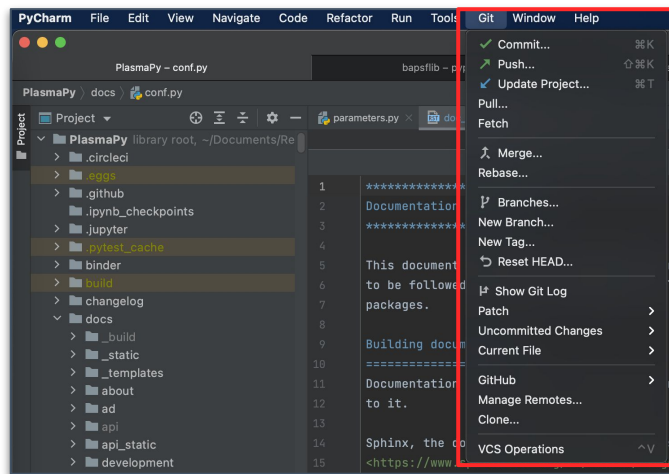 PyCharm File Edit View Navigate Code Refactor Run Tools Git Window Help
PlasmaPy – conf.py
PlasmaPy docs conf.py
Project
Project
parameters.py
PlasmaPy library root, ~/Documents/Re
.circleci
.eggs
.github
.ipynb_checkpoints
.jupyter
.pytest_cache
binder
build
changelog
docs
_build
_static
_templates
about
ad
api
api_static
development
1 **************
2 Documentation
3 **************
4
5 This document
6 to be followed
7 packages.
8
9 Building docum
10 ==============
11 Documentation
12 to it.
13
14 Sphinx, the do
15 <https://www.s
Commit... ⌘K
Push... ⇧⌘K
Update Project... ⌘T
Pull...
Fetch
Merge...
Rebase...
Branches...
New Branch...
New Tag...
Reset HEAD...
Show Git Log
Patch
Uncommitted Changes
Current File
GitHub
Manage Remotes...
Clone...
VCS Operations ^V